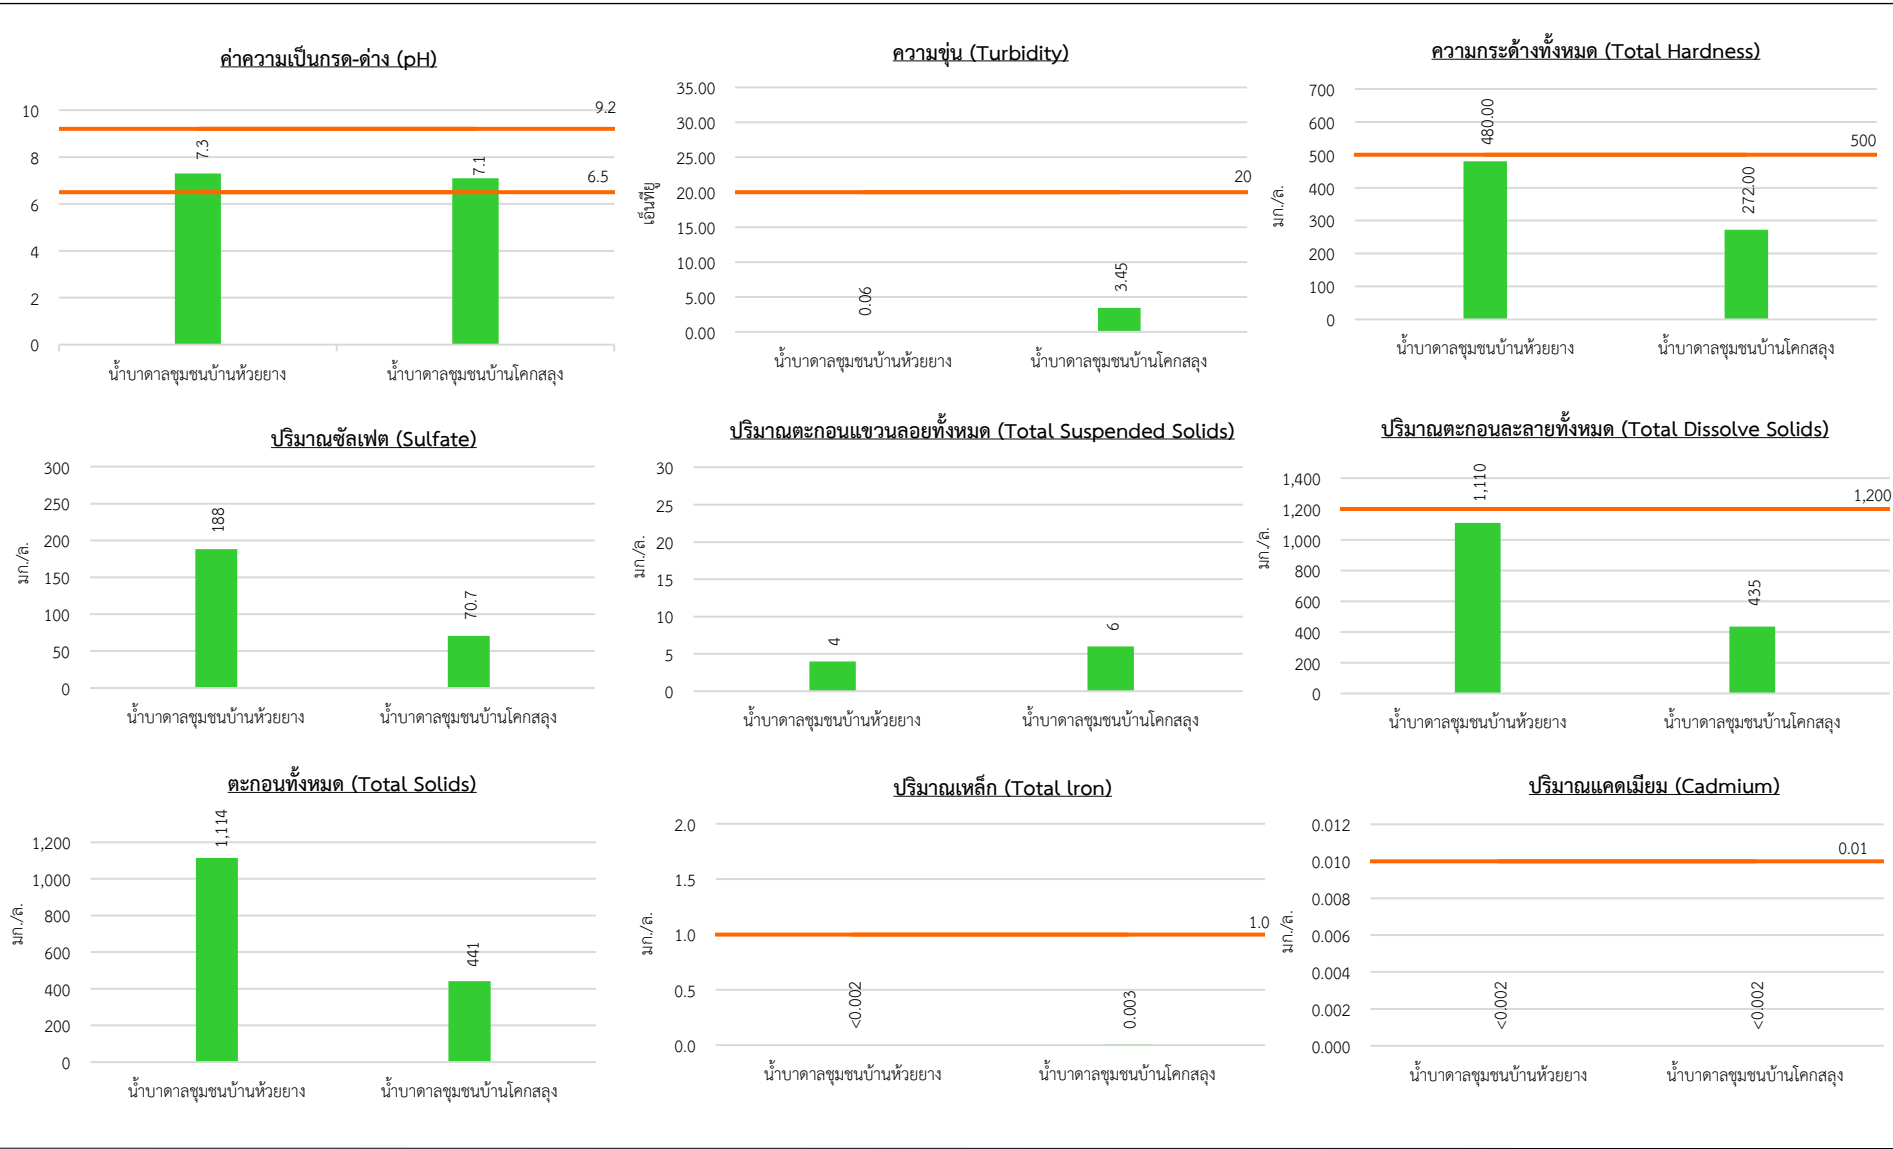 ค่าความเป็นกรด-ด่าง (pH)
10
8
6
4
2
0
9.2
6.5
7.3
7.1
น้ำบาดาลชุมชนบ้านห้วยยาง
น้ำบาดาลชุมชนบ้านโคกสลุง
ความขุ่น (Turbidity)
เอ็นทียู
35.00
30.00
25.00
20.00
15.00
10.00
5.00
0.00
20
0.06
3.45
น้ำบาดาลชุมชนบ้านห้วยยาง
น้ำบาดาลชุมชนบ้านโคกสลุง
ความกระด้างทั้งหมด (Total Hardness)
มก./ล.
700
600
500
400
300
200
100
0
500
480.00
272.00
น้ำบาดาลชุมชนบ้านห้วยยาง
น้ำบาดาลชุมชนบ้านโคกสลุง
ปริมาณซัลเฟต (Sulfate)
มก./ล.
300
250
200
150
100
50
0
188
70.7
น้ำบาดาลชุมชนบ้านห้วยยาง
น้ำบาดาลชุมชนบ้านโคกสลุง
ปริมาณตะกอนแขวนลอยทั้งหมด (Total Suspended Solids)
มก./ล.
30
25
20
15
10
5
0
4
6
น้ำบาดาลชุมชนบ้านห้วยยาง
น้ำบาดาลชุมชนบ้านโคกสลุง
ปริมาณตะกอนละลายทั้งหมด (Total Dissolve Solids)
มก./ล.
1,400
1,200
1,000
800
600
400
200
0
1,200
1,110
435
น้ำบาดาลชุมชนบ้านห้วยยาง
น้ำบาดาลชุมชนบ้านโคกสลุง
ตะกอนทั้งหมด (Total Solids)
มก./ล.
1,200
1,000
800
600
400
200
0
1,114
441
น้ำบาดาลชุมชนบ้านห้วยยาง
น้ำบาดาลชุมชนบ้านโคกสลุง
ปริมาณเหล็ก (Total lron)
มก./ล.
2.0
1.5
1.0
0.5
0.0
1.0
<0.002
0.003
น้ำบาดาลชุมชนบ้านห้วยยาง
น้ำบาดาลชุมชนบ้านโคกสลุง
ปริมาณแคดเมียม (Cadmium)
มก./ล.
0.012
0.010
0.008
0.006
0.004
0.002
0.000
0.01
<0.002
<0.002
น้ำบาดาลชุมชนบ้านห้วยยาง
น้ำบาดาลชุมชนบ้านโคกสลุง